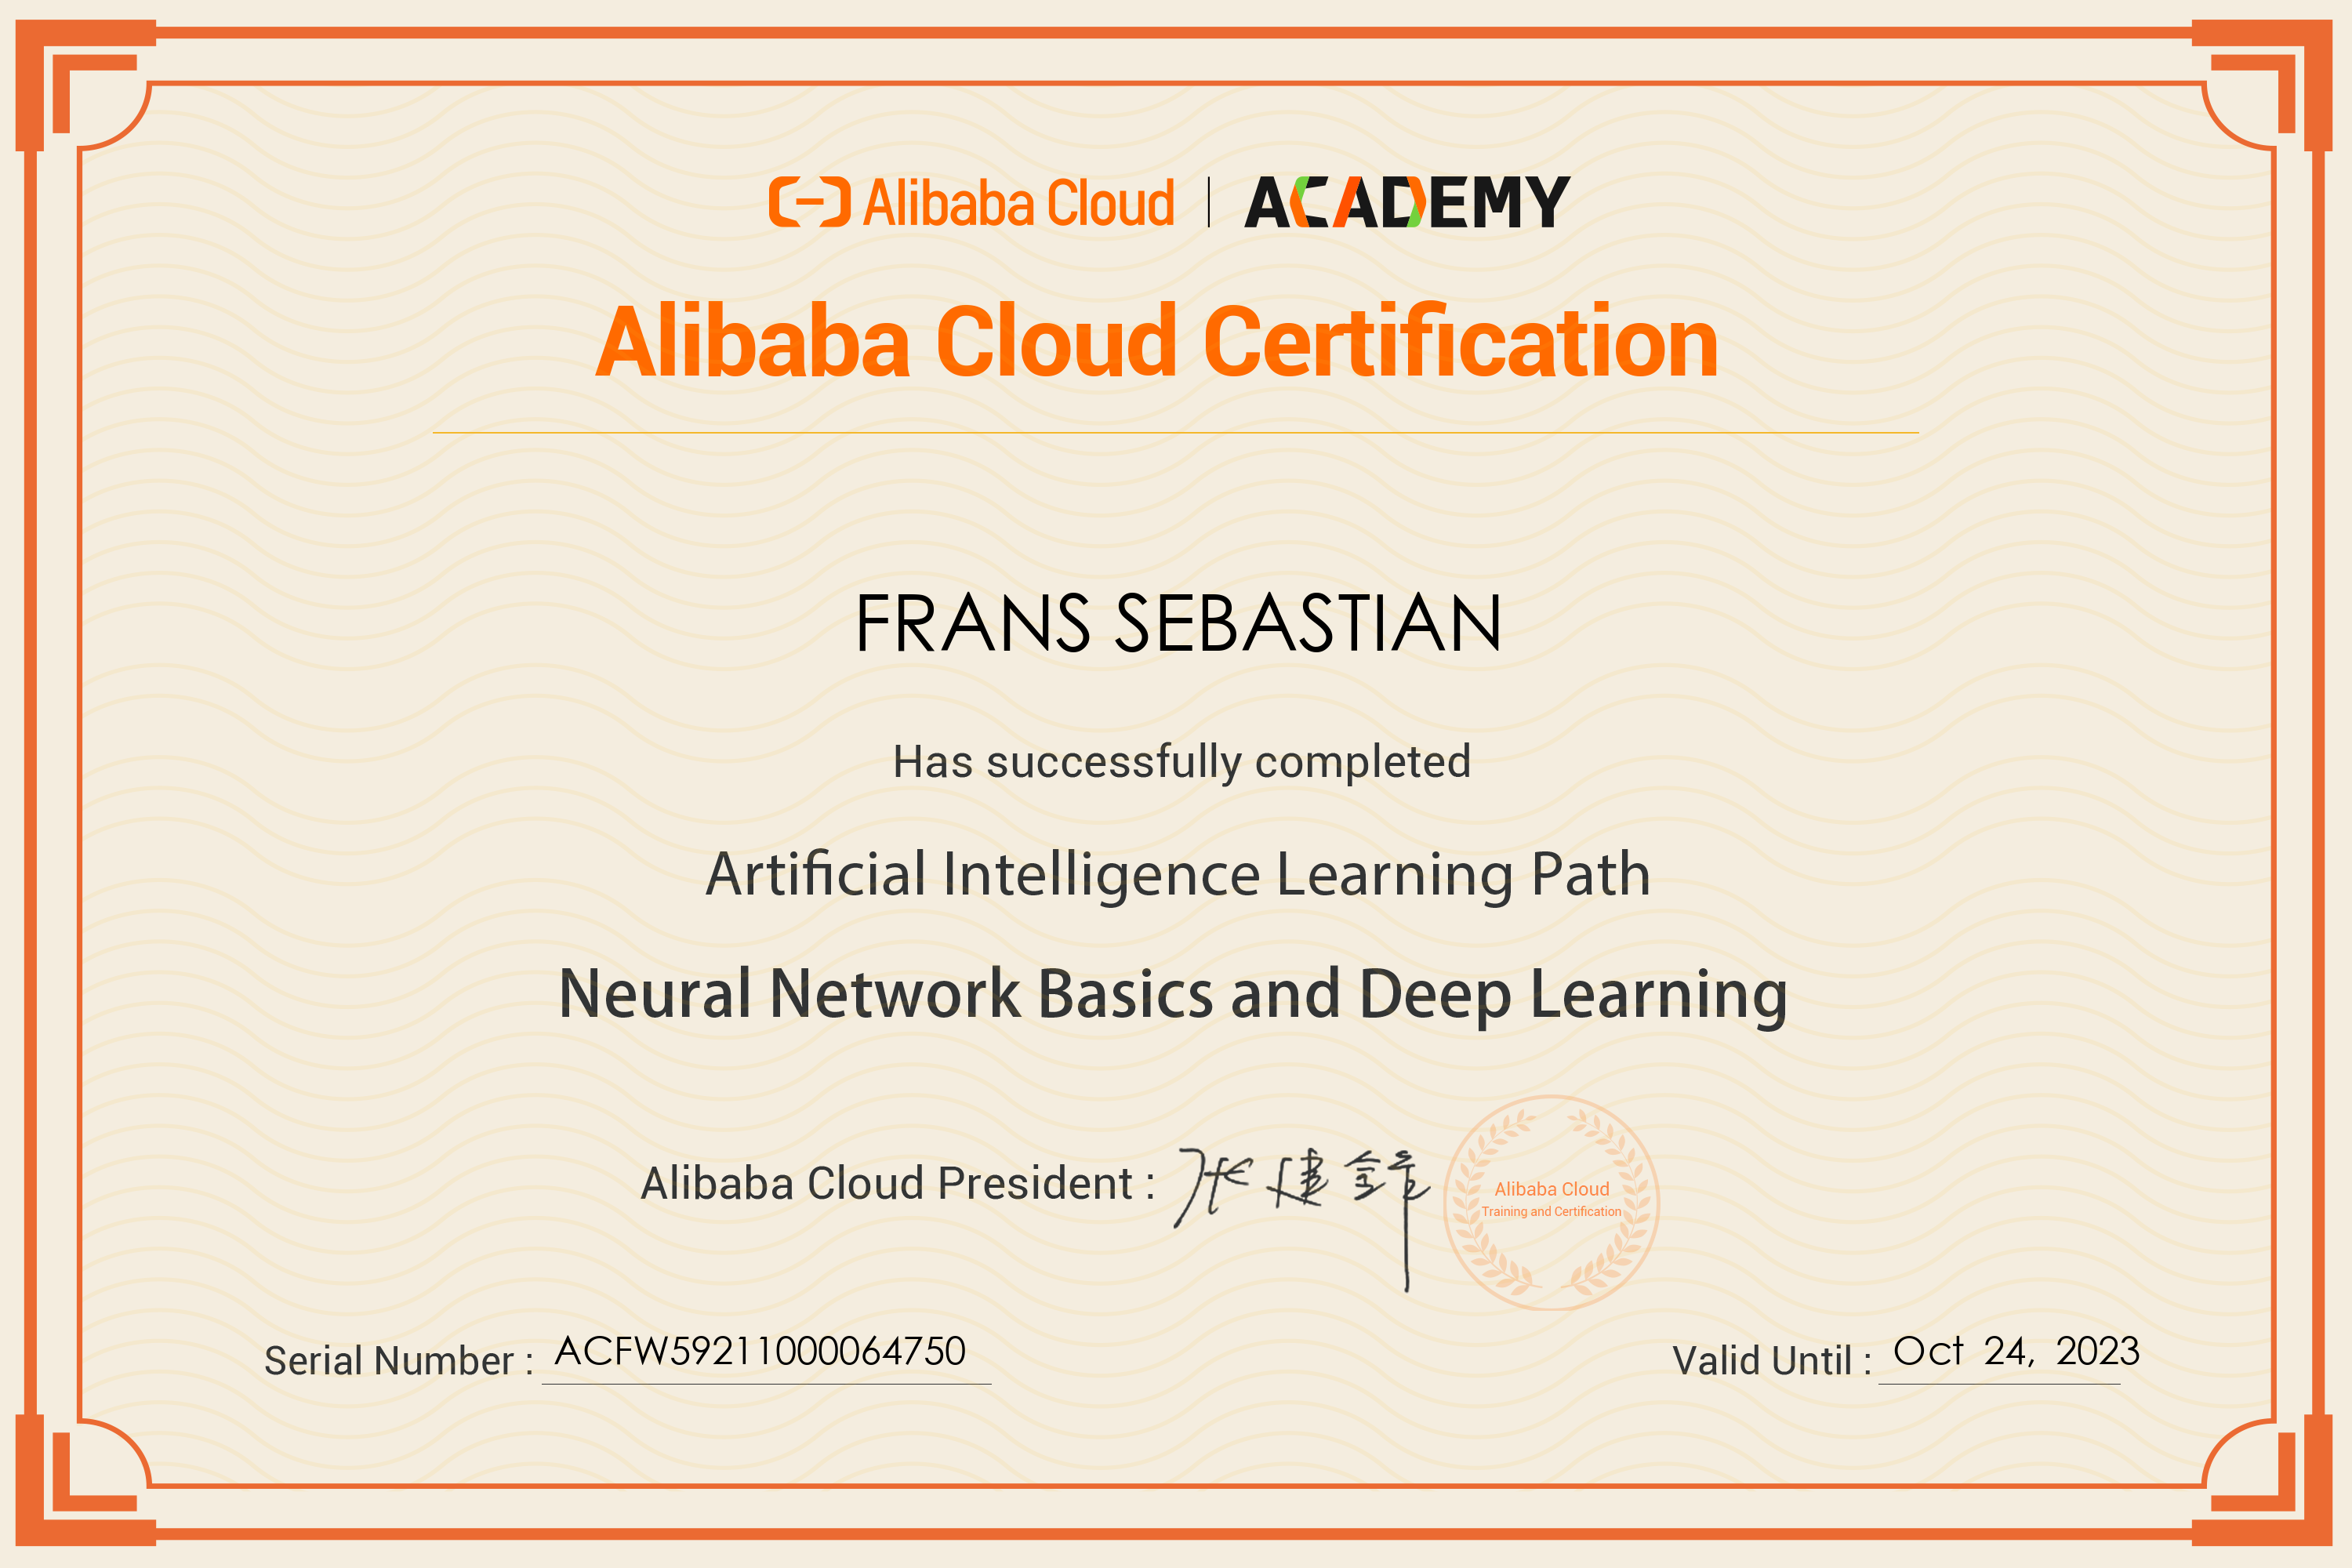 Alibaba Cloud | ACADEMY
Alibaba Cloud Certification
FRANS SEBASTIAN
Has successfully completed
Artificial Intelligence Learning Path
Neural Network Basics and Deep Learning
Alibaba Cloud President : 张建锋
Alibaba Cloud
Training and Certification
Serial Number : ACFW59211000064750
Valid Until : Oct 24, 2023